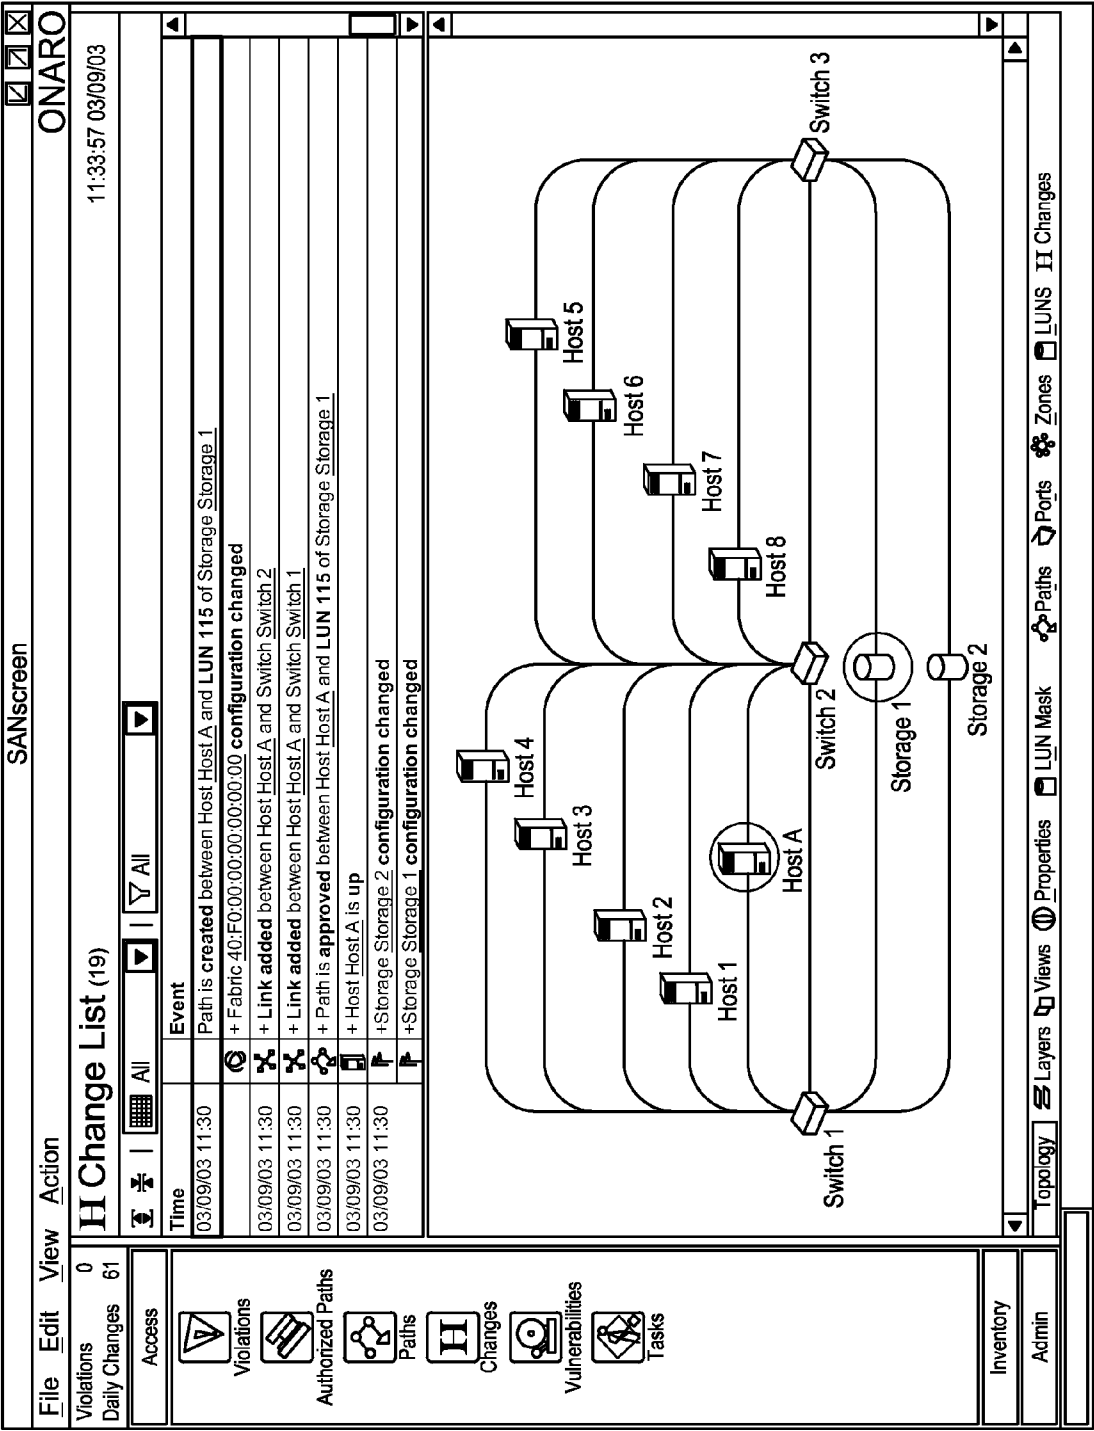 SANscreen
File Edit View Action
ONARO
Violations 0
Daily Changes 61
H Change List (19)
11:33:57 03/09/03
All
All
Access
Violations
Authorized Paths
Paths
H
Changes
Vulnerabilities
Tasks
Inventory
Admin
Time Event
03/09/03 11:30 Path is created between Host Host A and LUN 115 of Storage Storage 1
+ Fabric 40:F0:00:00:00:00:00:00 configuration changed
03/09/03 11:30 + Link added between Host Host A and Switch Switch 2
03/09/03 11:30 + Link added between Host Host A and Switch Switch 1
03/09/03 11:30 + Path is approved between Host Host A and LUN 115 of Storage Storage 1
03/09/03 11:30 + Host Host A is up
03/09/03 11:30 +Storage Storage 2 configuration changed
+Storage Storage 1 configuration changed
Host 4
Host 5
Host 3
Host 6
Host 2
Host 7
Host 1
Host 8
Host A
Switch 1
Switch 2
Switch 3
Storage 1
Storage 2
Topology Layers Views Properties LUN Mask Paths Ports Zones LUNS H Changes